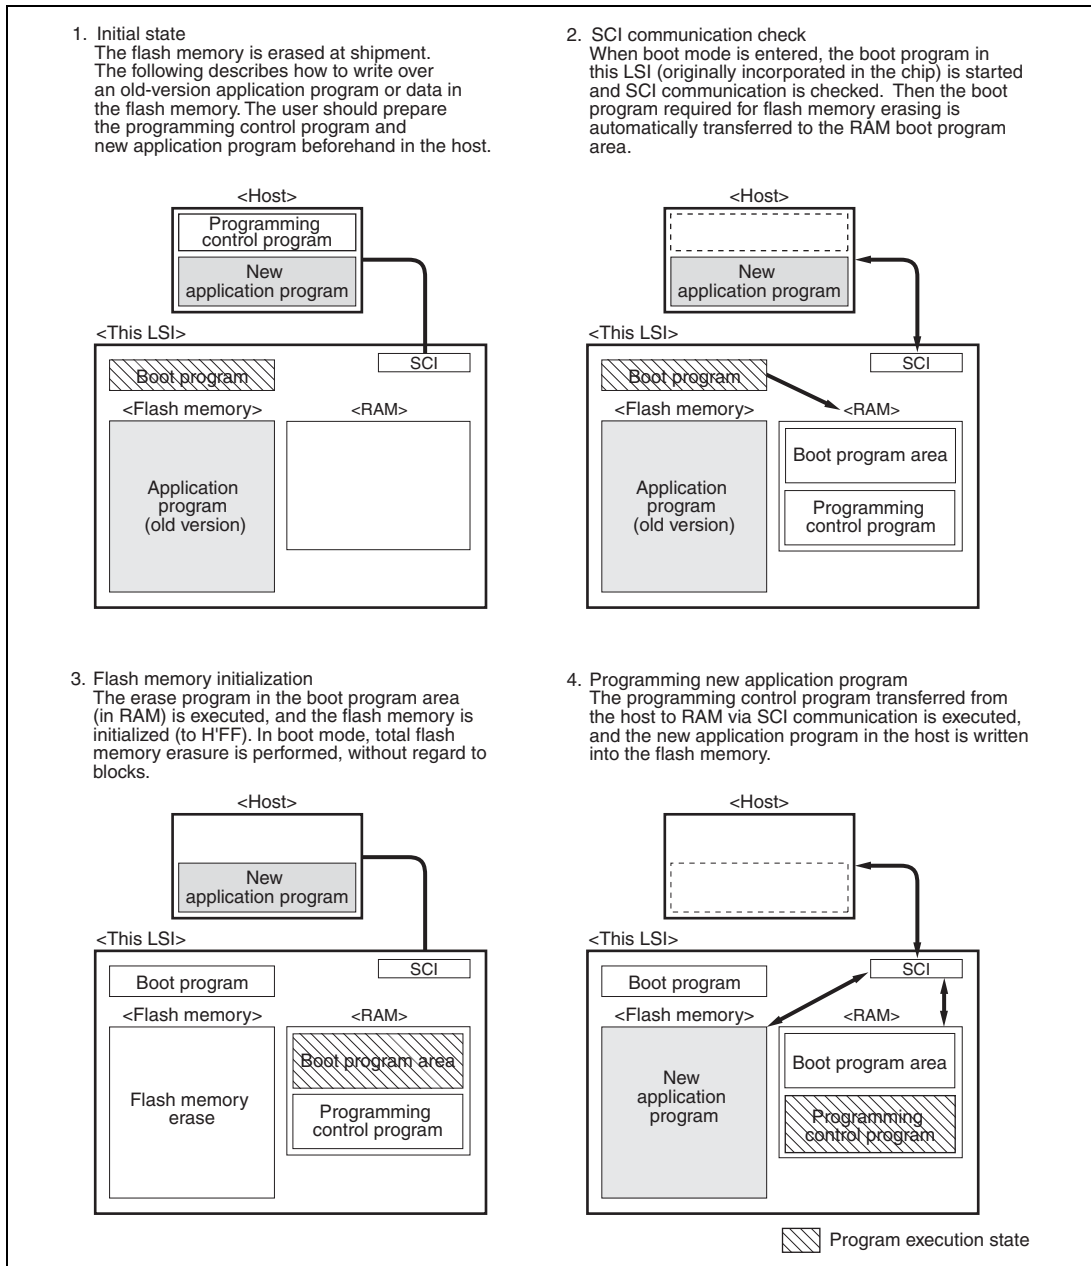 1. Initial state
The flash memory is erased at shipment.
The following describes how to write over
an old-version application program or data in
the flash memory. The user should prepare
the programming control program and
new application program beforehand in the host.
<Host>
Programming
control program
New
application program
<This LSI>
SCI
Boot program
<Flash memory>
<RAM>
Application
program
(old version)
2. SCI communication check
When boot mode is entered, the boot program in
this LSI (originally incorporated in the chip) is started
and SCI communication is checked. Then the boot
program required for flash memory erasing is
automatically transferred to the RAM boot program
area.
<Host>
New
application program
<This LSI>
SCI
Boot program
<Flash memory>
<RAM>
Application
program
(old version)
Boot program area
Programming
control program
3. Flash memory initialization
The erase program in the boot program area
(in RAM) is executed, and the flash memory is
initialized (to H'FF). In boot mode, total flash
memory erasure is performed, without regard to
blocks.
<Host>
New
application program
<This LSI>
SCI
Boot program
<Flash memory>
<RAM>
Flash memory
erase
Boot program area
Programming
control program
4. Programming new application program
The programming control program transferred from
the host to RAM via SCI communication is executed,
and the new application program in the host is written
into the flash memory.
<Host>
<This LSI>
SCI
Boot program
<Flash memory>
<RAM>
New
application
program
Boot program area
Programming
control program
Program execution state